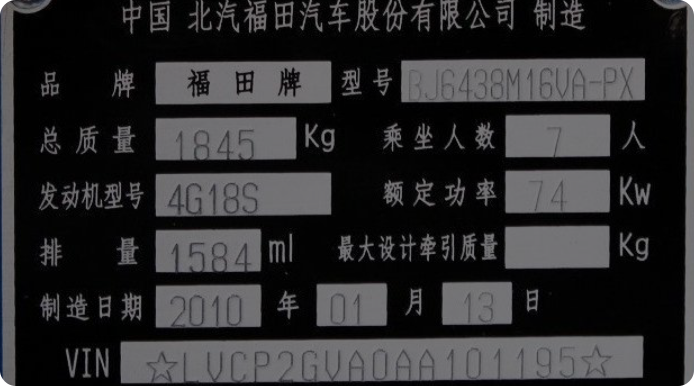 中国 北汽福田汽车股份有限公司 制造
品牌 福田牌 型号 BJ6438M16VA-PX
总质量 1845 Kg 乘坐人数 7 人
发动机型号 4G18S 额定功率 74 Kw
排量 1584 ml 最大设计牵引质量 Kg
制造日期 2010 年 01 月 13 日
VIN ☆LVCP2GVA0AA101195☆